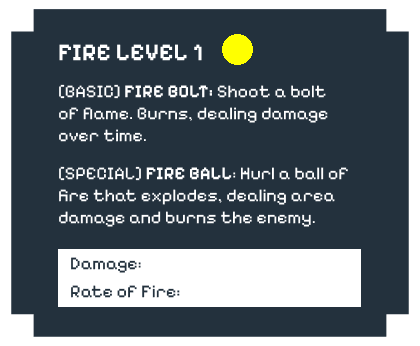 FIRE LEVEL 1
(BASIC) FIRE BOLT: Shoot a bolt
of flame. Burns, dealing damage
over time.
(SPECIAL) FIRE BALL: Hurl a ball of
fire that explodes, dealing area
damage and burns the enemy.
Damage:
Rate of Fire: